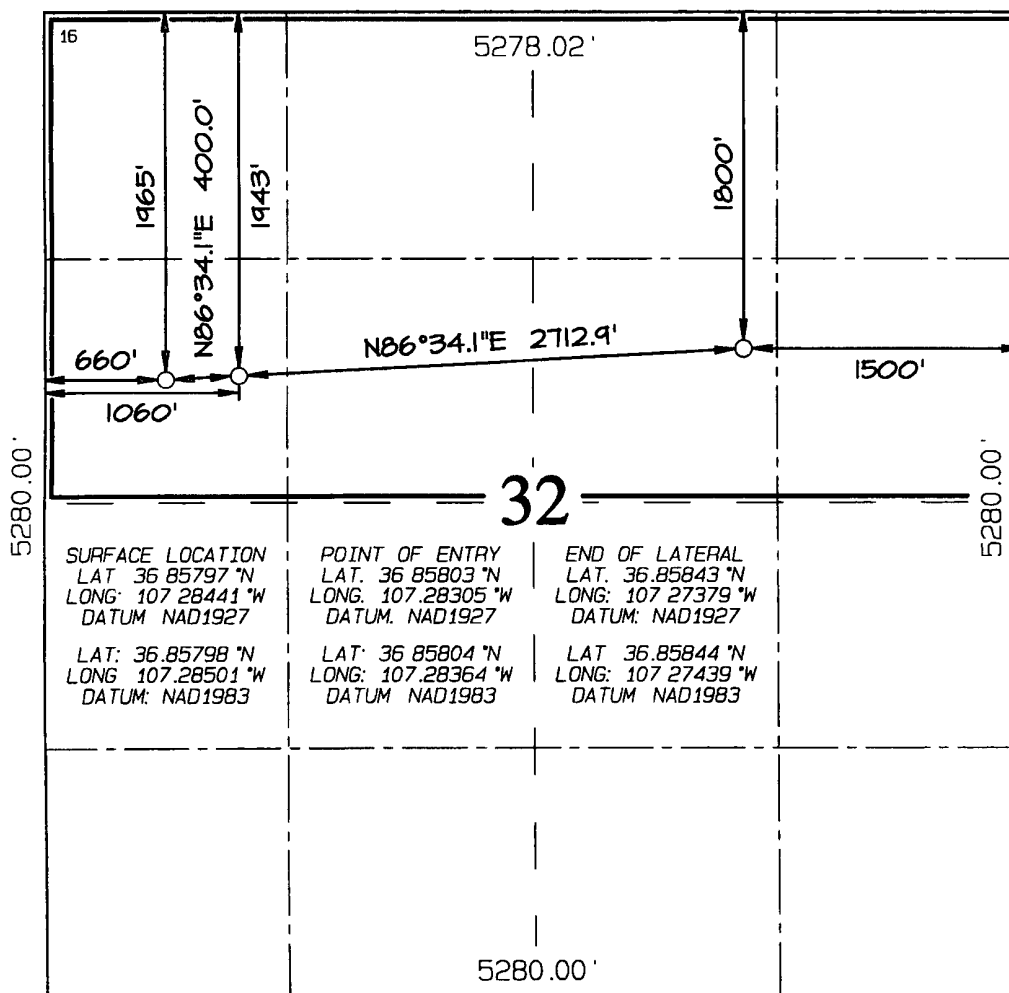 16
5278.02'
1965'
N86°34.1"E 400.0'
1943'
1800'
N86°34.1"E 2712.9'
660'
1060'
1500'
5280.00'
5280.00'
32
SURFACE LOCATION
LAT 36 85797 °N
LONG: 107 28441 °W
DATUM NAD1927
LAT: 36.85798 °N
LONG 107.28501 °W
DATUM: NAD1983
POINT OF ENTRY
LAT. 36 85803 °N
LONG. 107.28305 °W
DATUM. NAD1927
LAT: 36 85804 °N
LONG: 107.28364 °W
DATUM NAD1983
END OF LATERAL
LAT. 36.85843 °N
LONG: 107 27379 °W
DATUM: NAD1927
LAT 36.85844 °N
LONG: 107 27439 °W
DATUM NAD1983
5280.00'